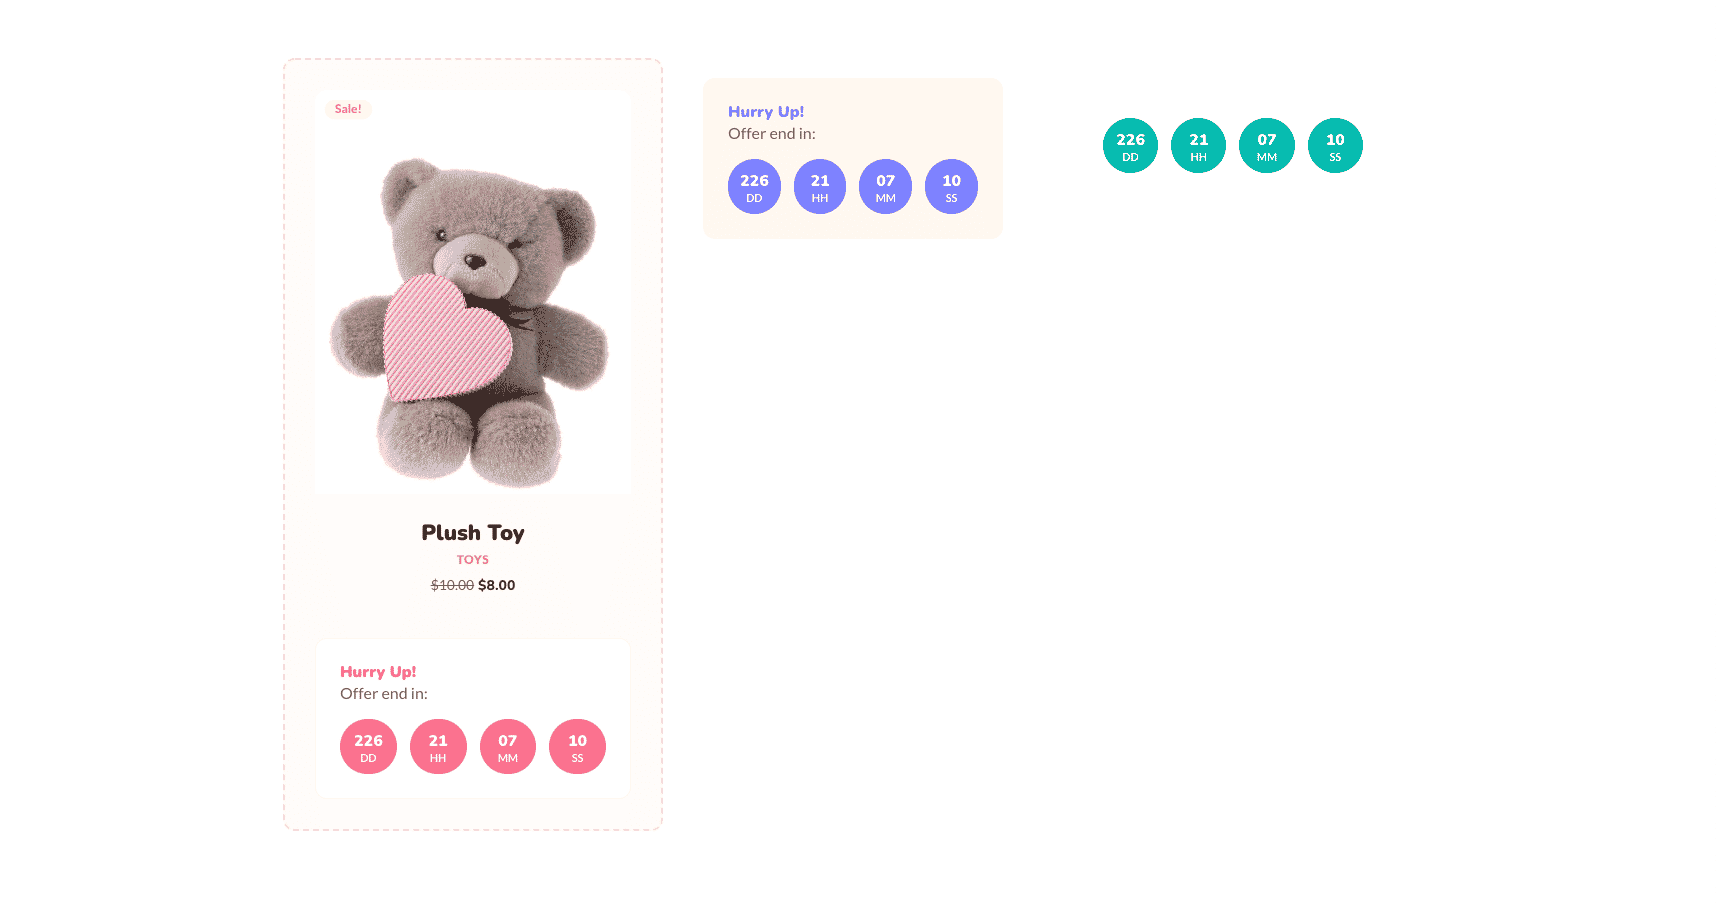 Sale!
Plush Toy
TOYS
$10.00 $8.00
Hurry Up!
Offer end in:
226 21 07 10
DD HH MM SS
Hurry Up!
Offer end in:
226 21 07 10
DD HH MM SS
226 21 07 10
DD HH MM SS